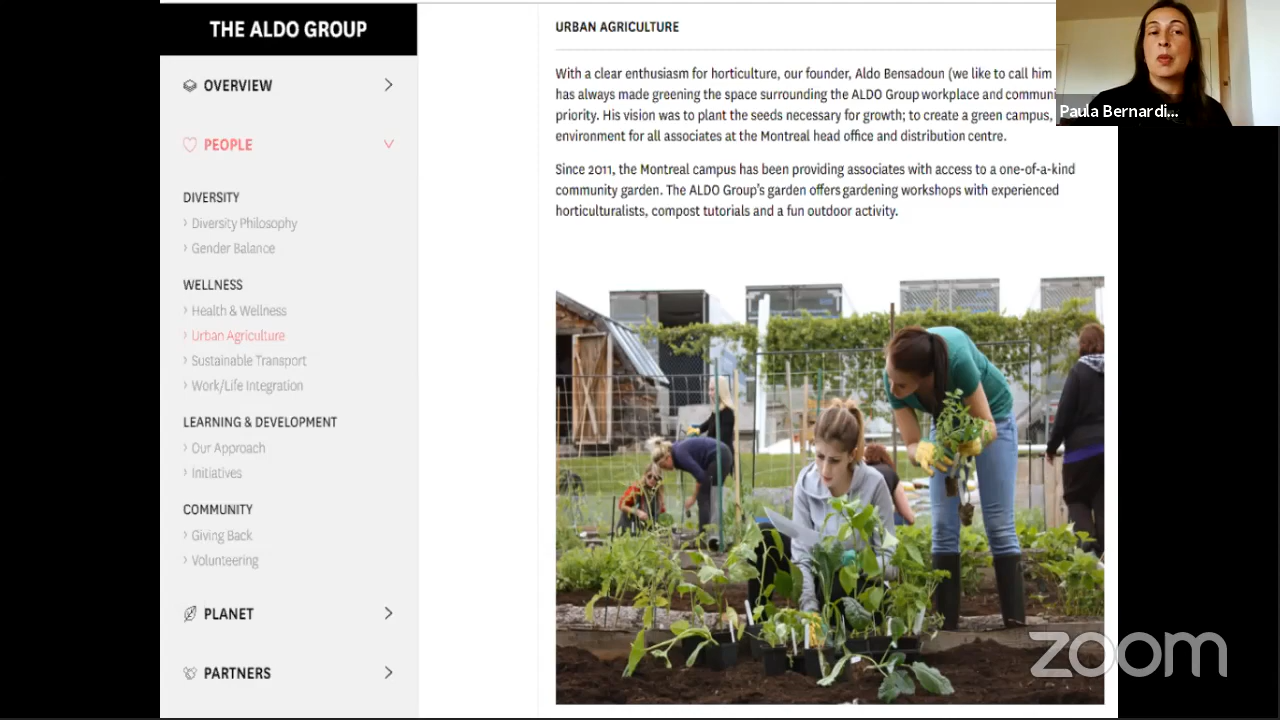 THE ALDO GROUP
OVERVIEW
PEOPLE
DIVERSITY
Diversity Philosophy
Gender Balance
WELLNESS
Health & Wellness
Urban Agriculture
Sustainable Transport
Work/Life Integration
LEARNING & DEVELOPMENT
Our Approach
Initiatives
COMMUNITY
Giving Back
Volunteering
PLANET
PARTNERS
URBAN AGRICULTURE
With a clear enthusiasm for horticulture, our founder, Aldo Bensadoun (we like to call him
has always made greening the space surrounding the ALDO Group workplace and
priority. His vision was to plant the seeds necessary for growth; to create a green campus,
environment for all associates at the Montreal head office and distribution centre.
Since 2011, the Montreal campus has been providing associates with access to a one-of-a-kind
community garden. The ALDO Group's garden offers gardening workshops with experienced
horticulturalists, compost tutorials and a fun outdoor activity.
Paula Bernardi...
zoom